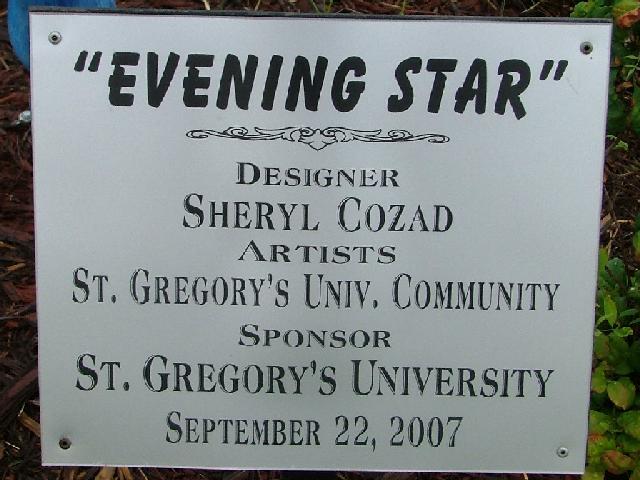 "EVENING STAR"
DESIGNER
SHERYL COZAD
ARTISTS
ST. GREGORY'S UNIV. COMMUNITY
SPONSOR
ST. GREGORY'S UNIVERSITY
SEPTEMBER 22, 2007